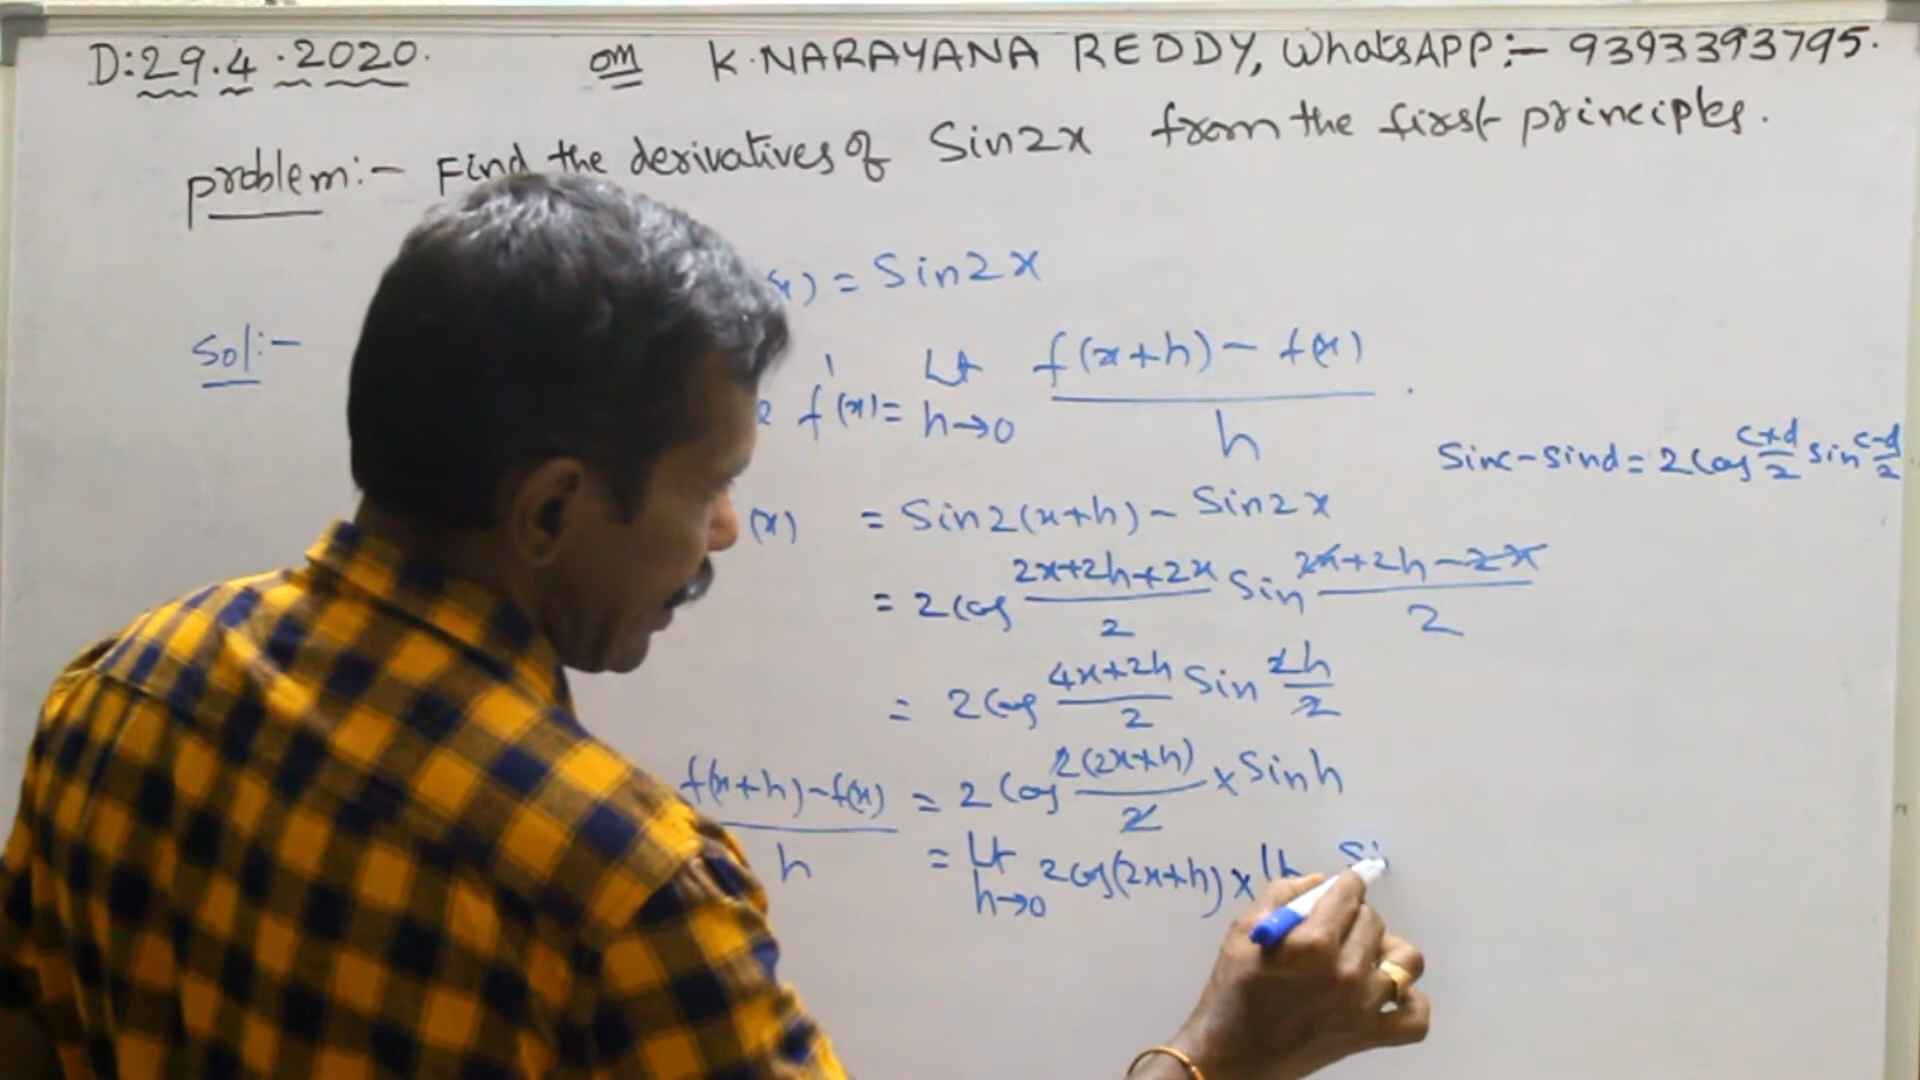 D:29.4.2020. om K.NARAYANA REDDY, WhatsAPP:- 9393393795.
problem:- Find the derivatives of Sin2x from the first principles.
x) = Sin2x
Sol:-
f'(x) = Lt h→0 f(x+h) - f(x) / h .
Sinc - sind = 2 Cos c+d/2 sin c-d/2
(x) = Sin2(x+h) - Sin2x
= 2 Cos 2x+2h+2x/2 Sin 2x+2h-2x/2
= 2 Cos 4x+2h/2 Sin 2h/2
f(x+h) - f(x) / h = 2 Cos 2(2x+h)/2 x Sinh
= Lt h→0 2 cos(2x+h) x Lt Si